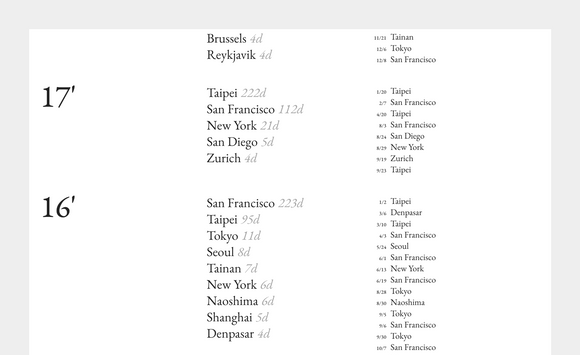 Brussels 4d
Reykjavik 4d
11/21 Tainan
12/6 Tokyo
12/8 San Francisco
17'
Taipei 222d
San Francisco 112d
New York 21d
San Diego 5d
Zurich 4d
1/20 Taipei
2/7 San Francisco
4/20 Taipei
8/3 San Francisco
8/24 San Diego
8/29 New York
9/19 Zurich
9/23 Taipei
16'
San Francisco 223d
Taipei 95d
Tokyo 11d
Seoul 8d
Tainan 7d
New York 6d
Naoshima 6d
Shanghai 5d
Denpasar 4d
1/2 Taipei
3/6 Denpasar
3/10 Taipei
4/3 San Francisco
5/24 Seoul
6/1 San Francisco
6/13 New York
6/19 San Francisco
8/28 Tokyo
8/30 Naoshima
9/5 Tokyo
9/6 San Francisco
9/30 Tokyo
10/7 San Francisco